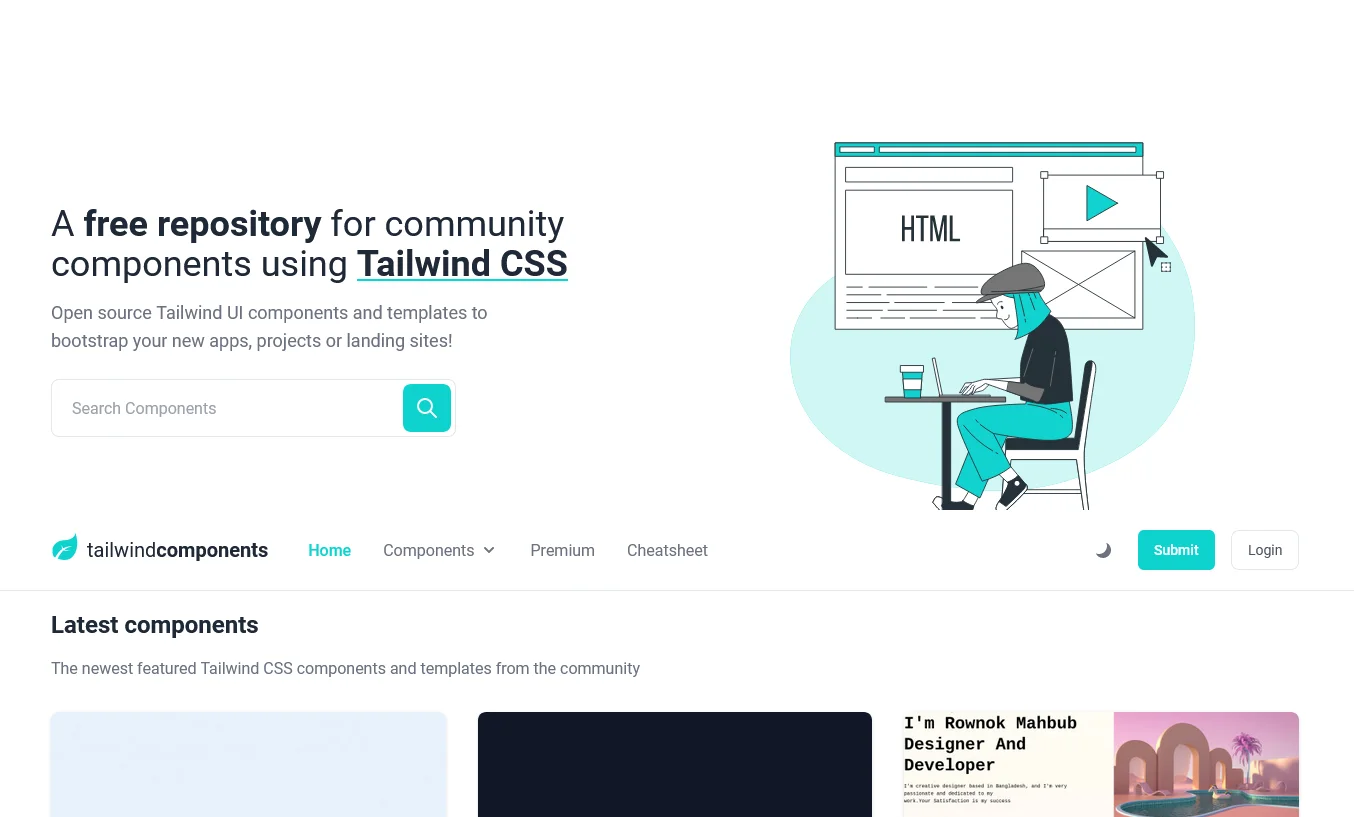 A free repository for community
components using Tailwind CSS
Open source Tailwind UI components and templates to
bootstrap your new apps, projects or landing sites!
Search Components
HTML
tailwindcomponents
Home
Components
Premium
Cheatsheet
Submit
Login
Latest components
The newest featured Tailwind CSS components and templates from the community
I'm Rownok Mahbub
Designer And
Developer
I'm creative designer based in Bangladesh, and I'm very
passionate and dedicated to my
work.Your Satisfaction is my success